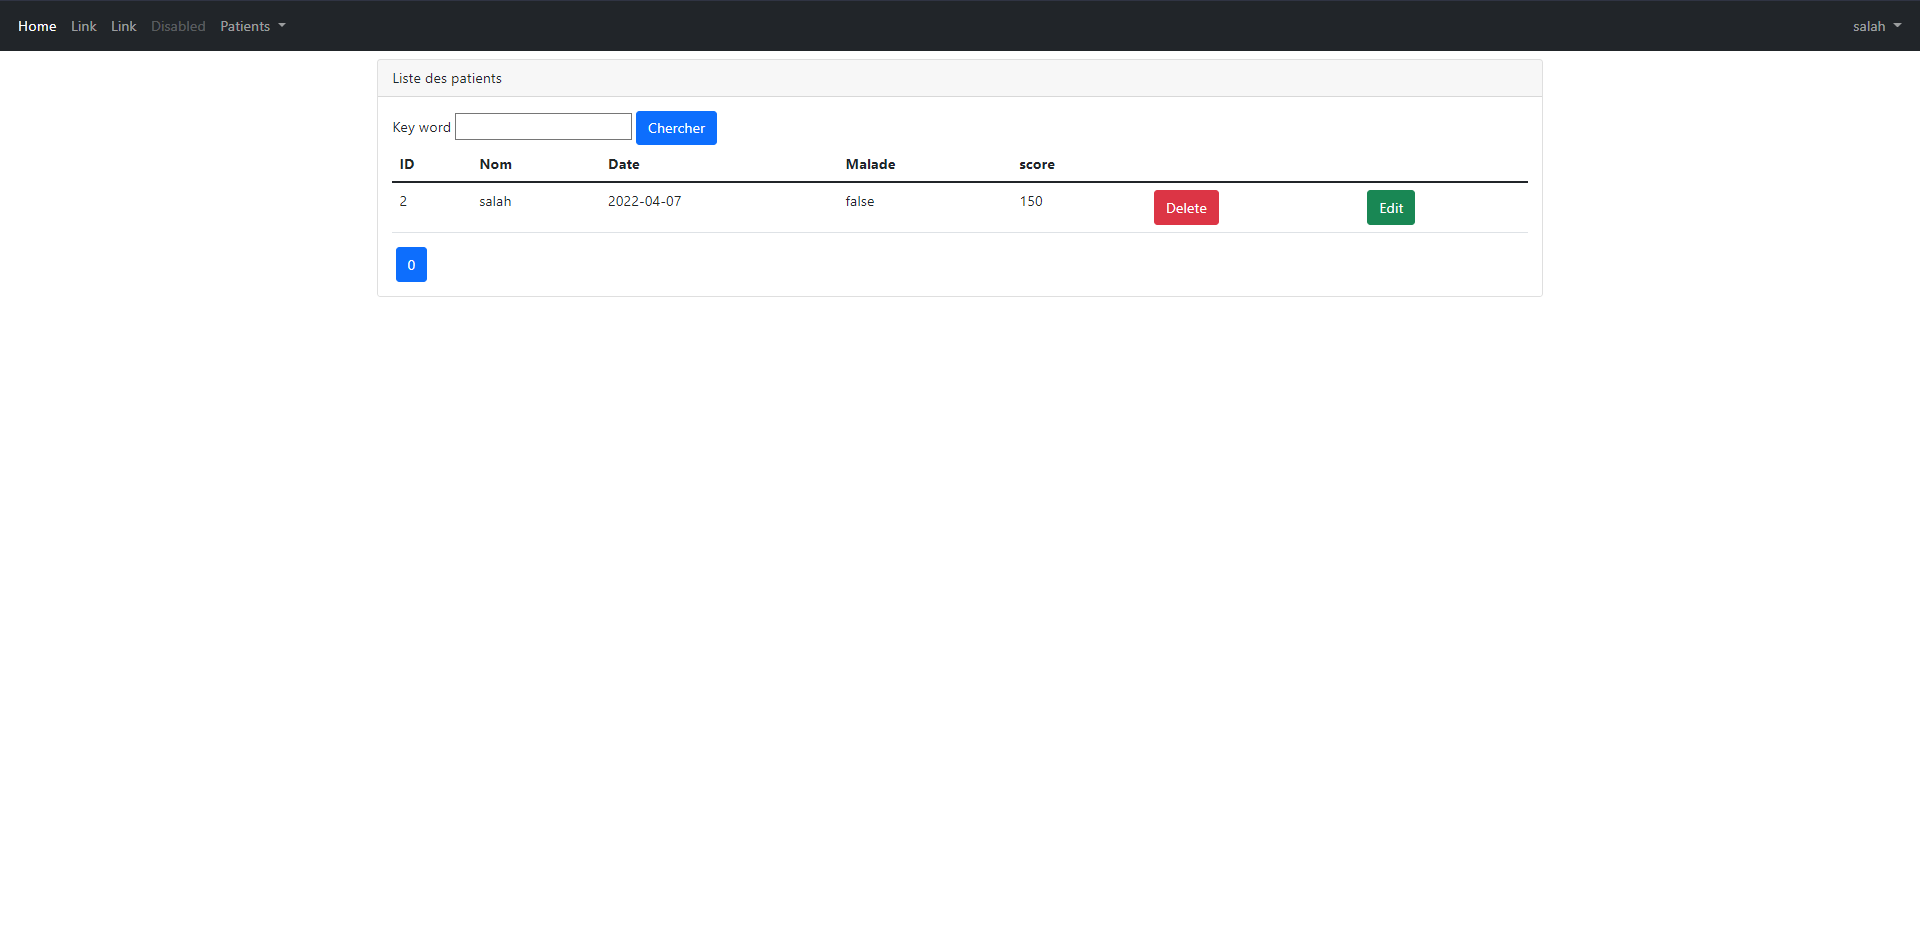 Home Link Link Disabled Patients salah
Liste des patients
Key word Chercher
ID Nom Date Malade score
2 salah 2022-04-07 false 150 Delete Edit
0